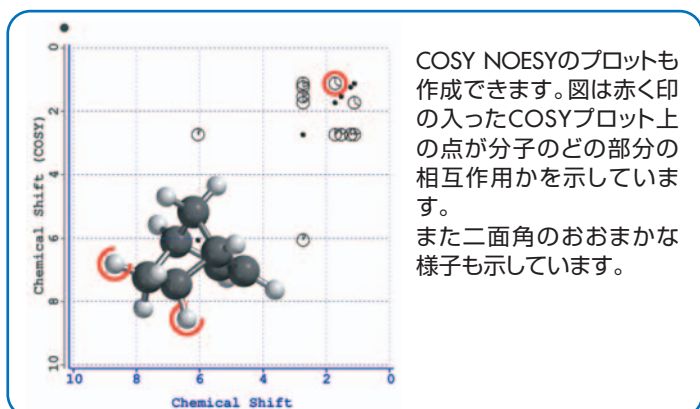 COSY NOESYのプロットも
作成できます。図は赤く印
の入ったCOSYプロット上
の点が分子のどの部分の
相互作用かを示していま
す。
また二面角のおおまかな
様子も示しています。
Chemical Shift (COSY)
0
2
4
6
8
10
10
8
6
4
2
0
Chemical Shift